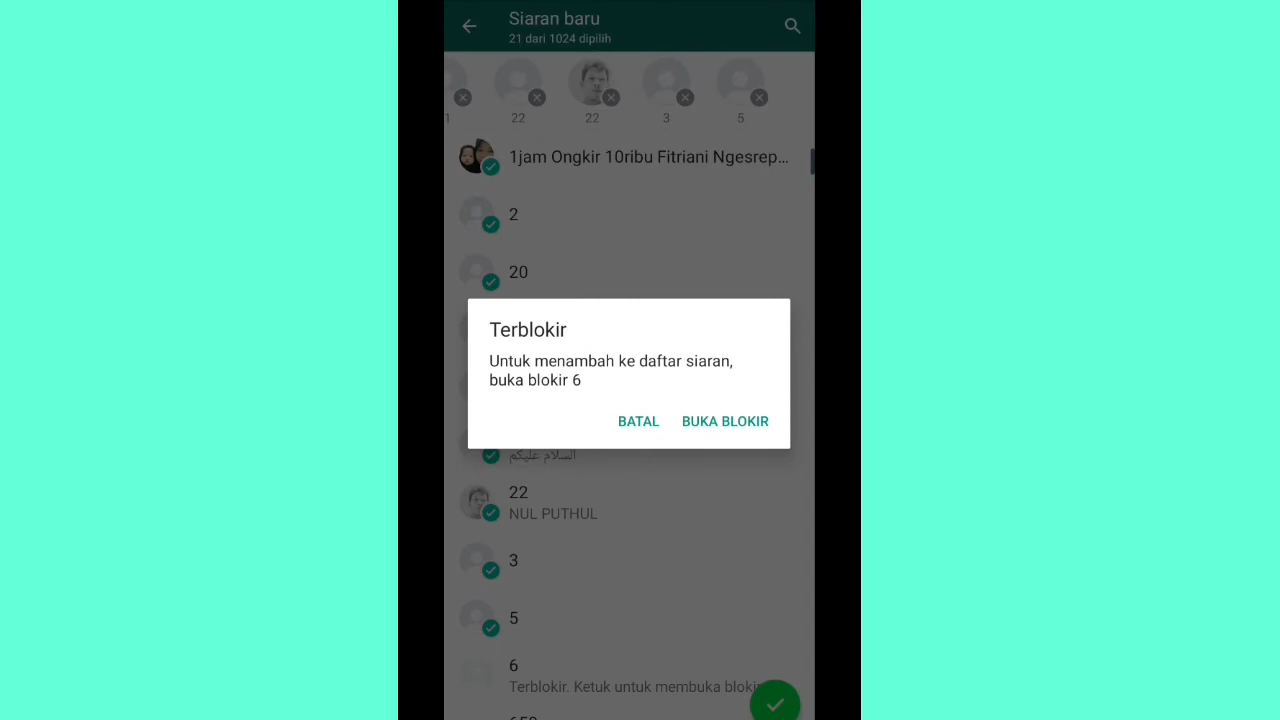 Siaran baru
21 dari 1024 dipilih
1
22
22
3
5
1jam Ongkir 10ribu Fitriani Ngesrep...
2
20
Terblokir
Untuk menambah ke daftar siaran,
buka blokir 6
BATAL
BUKA BLOKIR
السلام عليكم
22
NUL PUTHUL
3
5
6
Terblokir. Ketuk untuk membuka blokir